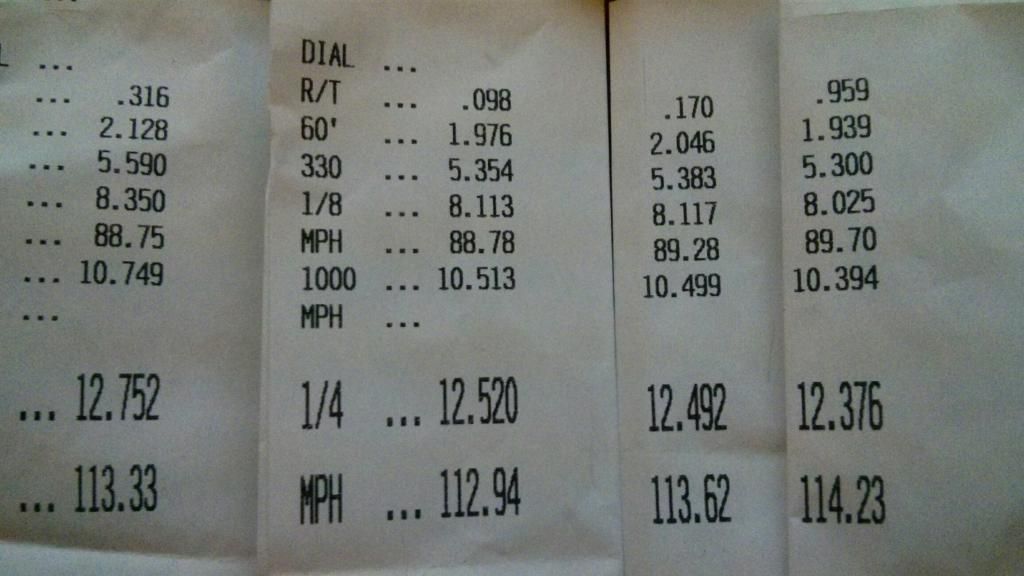 DIAL ...
... .316 R/T ... .098 .170 .959
... 2.128 60' ... 1.976 2.046 1.939
... 5.590 330 ... 5.354 5.383 5.300
... 8.350 1/8 ... 8.113 8.117 8.025
... 88.75 MPH ... 88.78 89.28 89.70
... 10.749 1000 ... 10.513 10.499 10.394
... MPH ...
... 12.752 1/4 ... 12.520 12.492 12.376
... 113.33 MPH ... 112.94 113.62 114.23